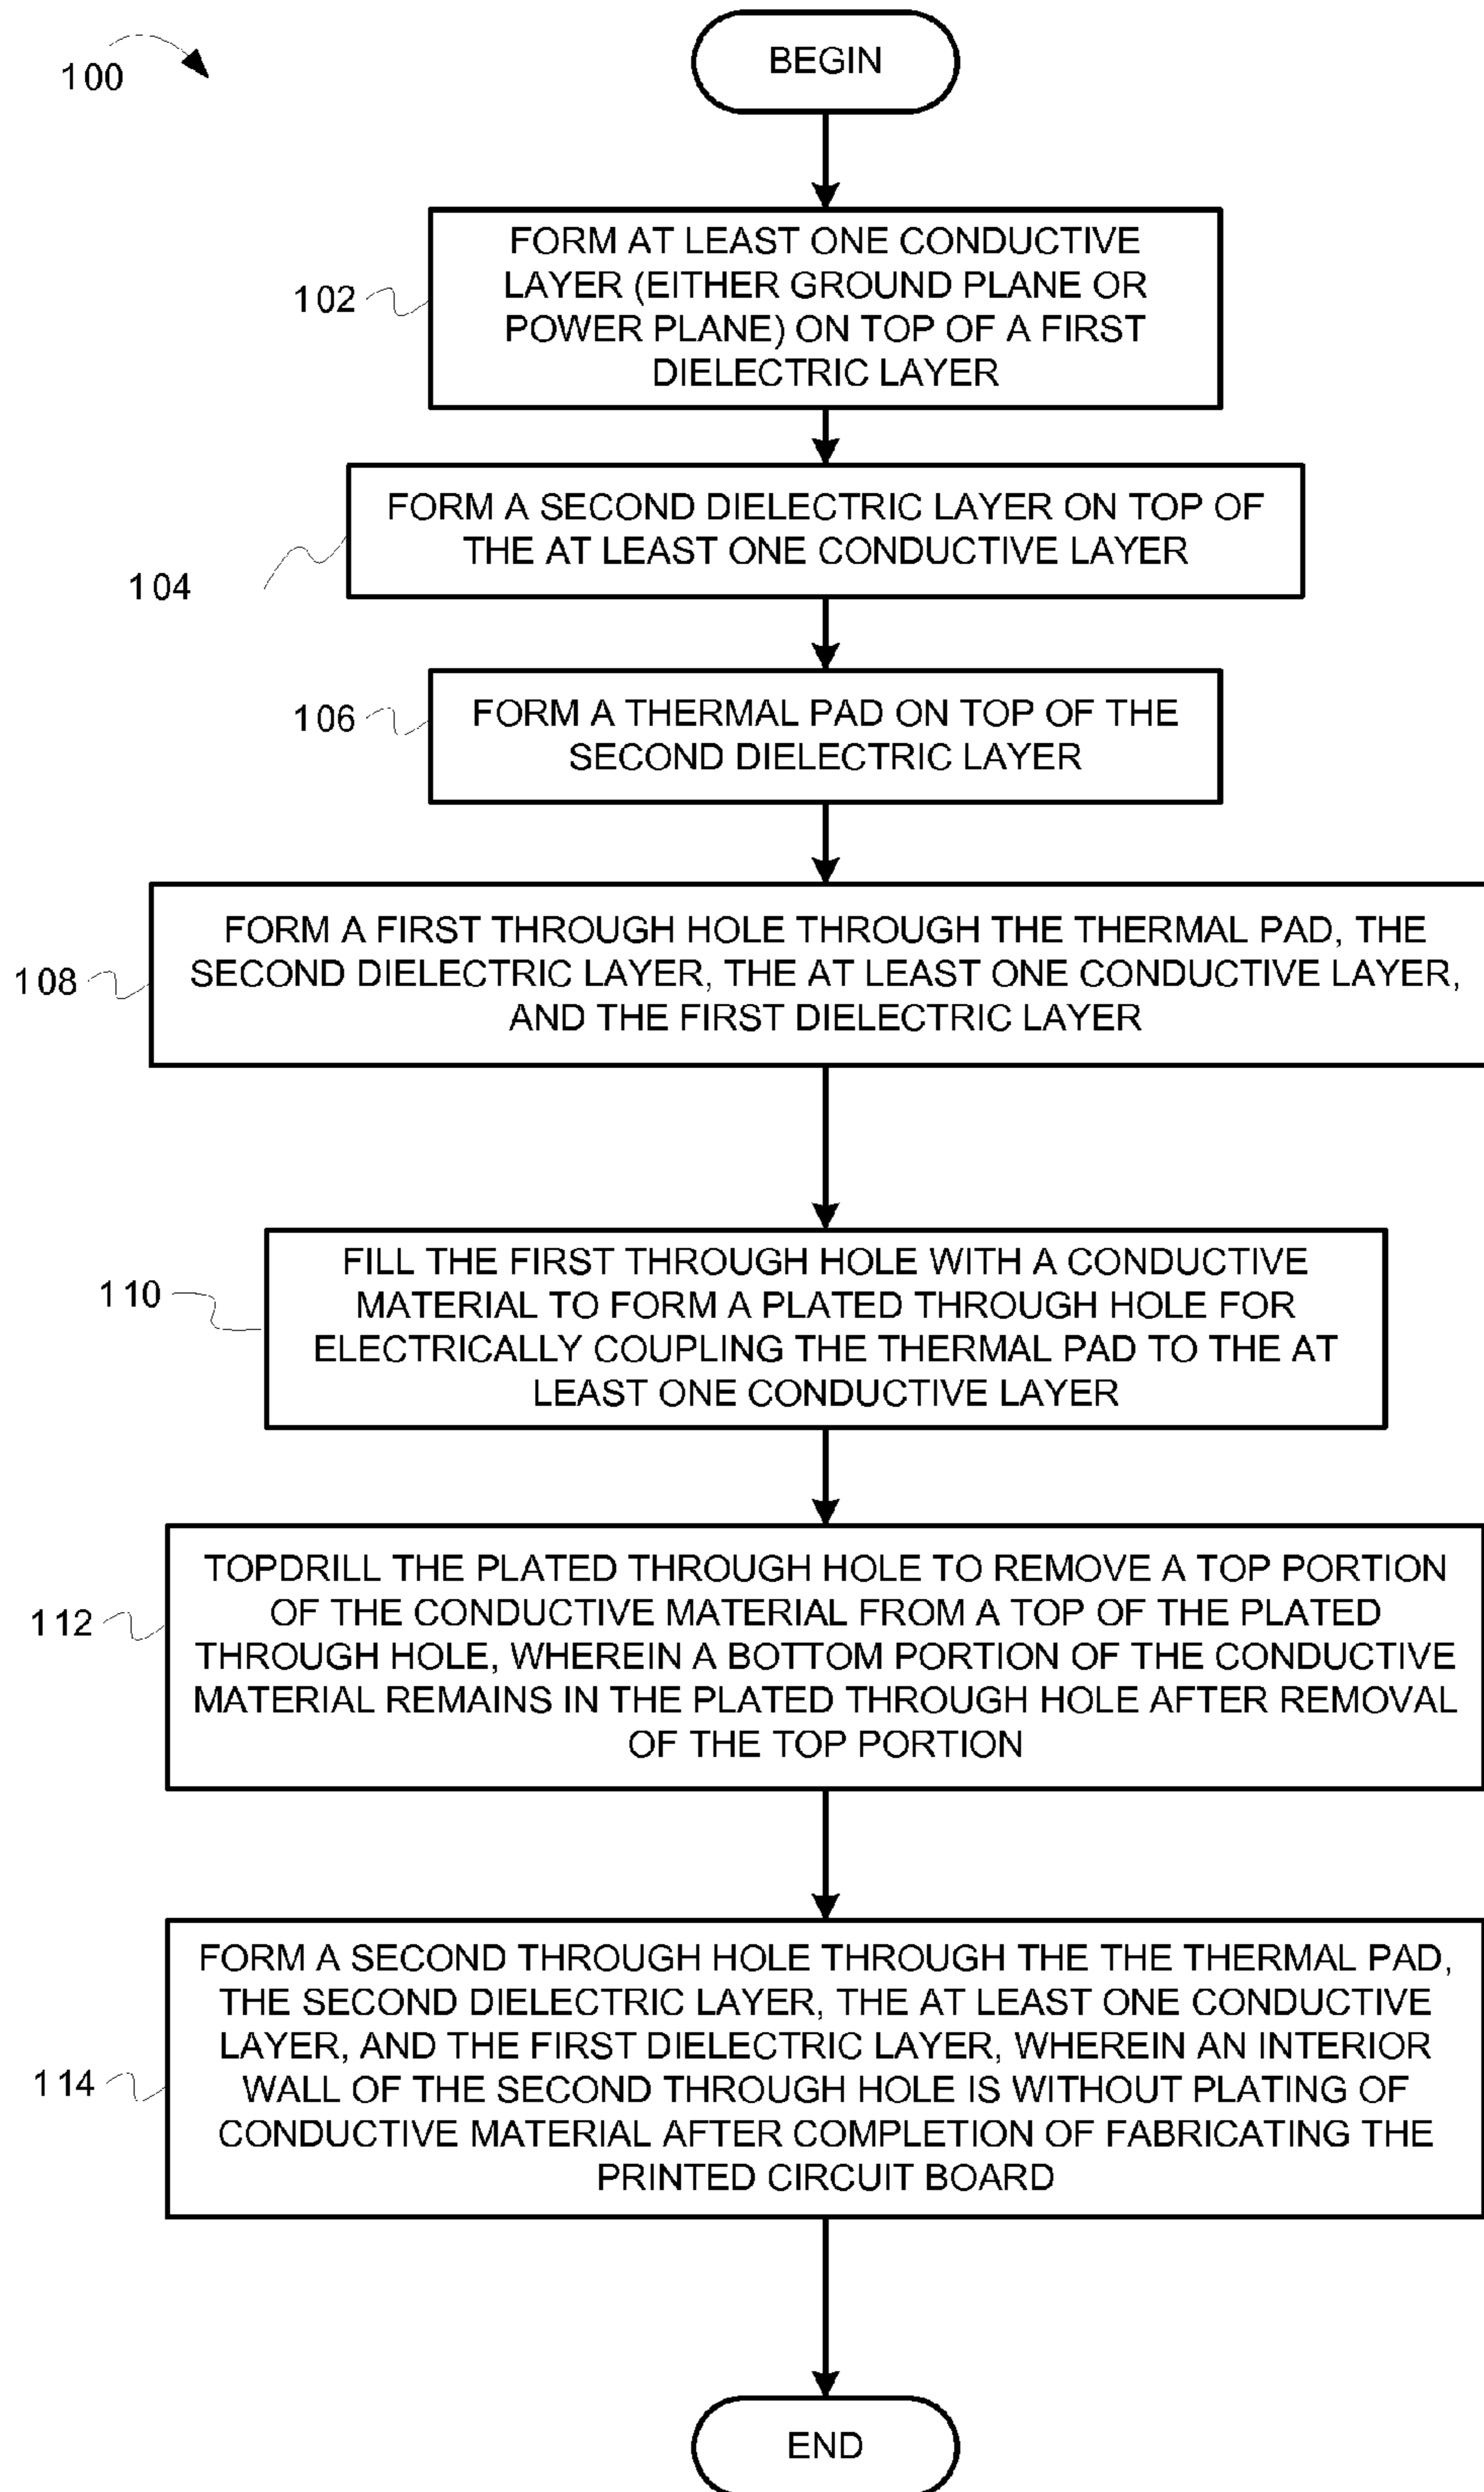 100
BEGIN
FORM AT LEAST ONE CONDUCTIVE
LAYER (EITHER GROUND PLANE OR
POWER PLANE) ON TOP OF A FIRST
DIELECTRIC LAYER
102
FORM A SECOND DIELECTRIC LAYER ON TOP OF
THE AT LEAST ONE CONDUCTIVE LAYER
104
FORM A THERMAL PAD ON TOP OF THE
SECOND DIELECTRIC LAYER
106
FORM A FIRST THROUGH HOLE THROUGH THE THERMAL PAD, THE
SECOND DIELECTRIC LAYER, THE AT LEAST ONE CONDUCTIVE LAYER,
AND THE FIRST DIELECTRIC LAYER
108
FILL THE FIRST THROUGH HOLE WITH A CONDUCTIVE
MATERIAL TO FORM A PLATED THROUGH HOLE FOR
ELECTRICALLY COUPLING THE THERMAL PAD TO THE AT
LEAST ONE CONDUCTIVE LAYER
110
TOPDRILL THE PLATED THROUGH HOLE TO REMOVE A TOP PORTION
OF THE CONDUCTIVE MATERIAL FROM A TOP OF THE PLATED
THROUGH HOLE, WHEREIN A BOTTOM PORTION OF THE CONDUCTIVE
MATERIAL REMAINS IN THE PLATED THROUGH HOLE AFTER REMOVAL
OF THE TOP PORTION
112
FORM A SECOND THROUGH HOLE THROUGH THE THE THERMAL PAD,
THE SECOND DIELECTRIC LAYER, THE AT LEAST ONE CONDUCTIVE
LAYER, AND THE FIRST DIELECTRIC LAYER, WHEREIN AN INTERIOR
WALL OF THE SECOND THROUGH HOLE IS WITHOUT PLATING OF
CONDUCTIVE MATERIAL AFTER COMPLETION OF FABRICATING THE
PRINTED CIRCUIT BOARD
114
END